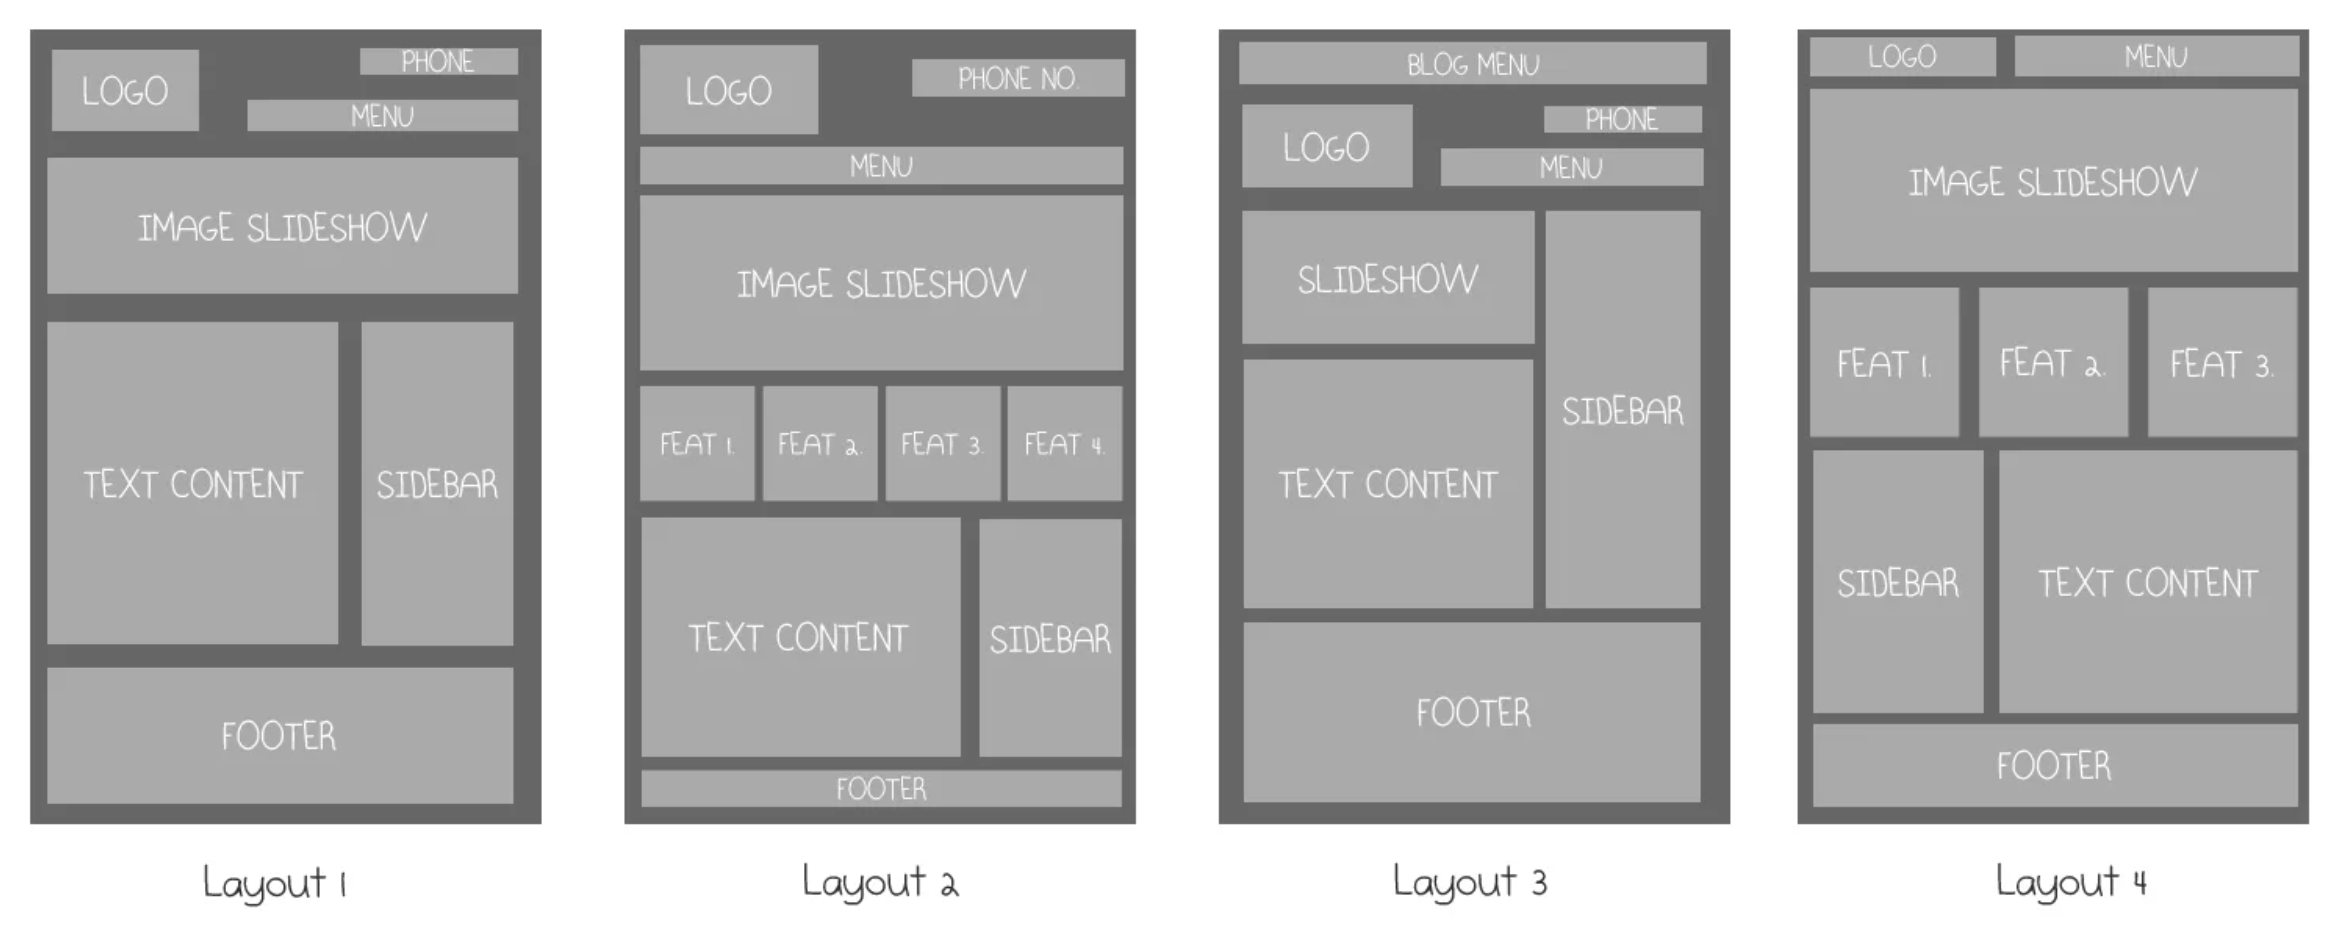 LOGO
PHONE
MENU
IMAGE SLIDESHOW
TEXT CONTENT
SIDEBAR
FOOTER
Layout 1
LOGO
PHONE NO.
MENU
IMAGE SLIDESHOW
FEAT 1.
FEAT 2.
FEAT 3.
FEAT 4.
TEXT CONTENT
SIDEBAR
FOOTER
Layout 2
BLOG MENU
LOGO
PHONE
MENU
SLIDESHOW
SIDEBAR
TEXT CONTENT
FOOTER
Layout 3
LOGO
MENU
IMAGE SLIDESHOW
FEAT 1.
FEAT 2.
FEAT 3.
SIDEBAR
TEXT CONTENT
FOOTER
Layout 4